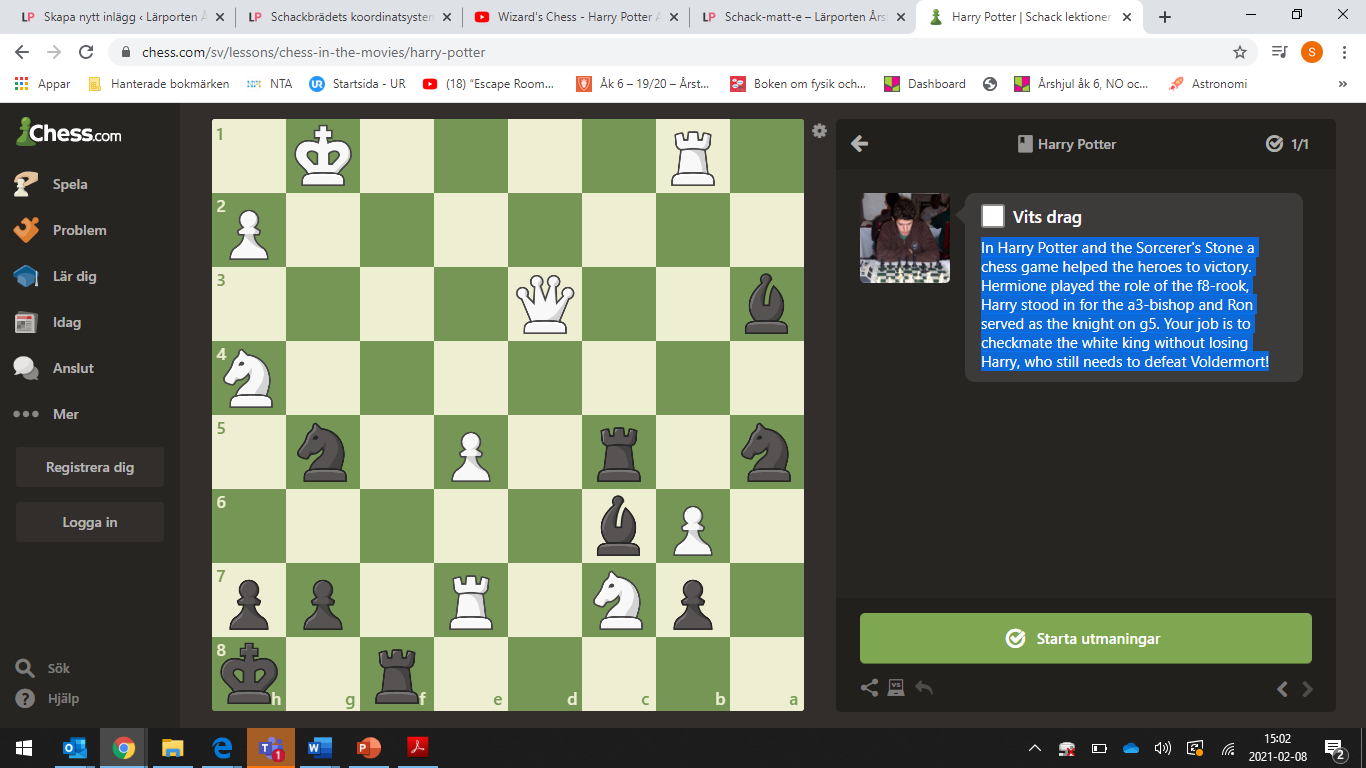 Skapa nytt inlägg ‹ Lärporten Å
Schackbrädets koordinatsystem
Wizard's Chess - Harry Potter A
Schack-matt-e – Lärporten Års
Harry Potter | Schack lektioner
chess.com/sv/lessons/chess-in-the-movies/harry-potter
S
Appar
Hanterade bokmärken
NTA
Startsida - UR
(18) "Escape Room...
Åk 6 – 19/20 – Årst...
Boken om fysik och...
Dashboard
Årshjul åk 6, NO oc...
Astronomi
Chess.com
Spela
Problem
Lär dig
Idag
Anslut
Mer
Registrera dig
Logga in
Sök
Hjälp
1
2
3
4
5
6
7
8
h g f e d c b a
Harry Potter
1/1
Vits drag
In Harry Potter and the Sorcerer's Stone a
chess game helped the heroes to victory.
Hermione played the role of the f8-rook,
Harry stood in for the a3-bishop and Ron
served as the knight on g5. Your job is to
checkmate the white king without losing
Harry, who still needs to defeat Voldermort!
Starta utmaningar
15:02
2021-02-08